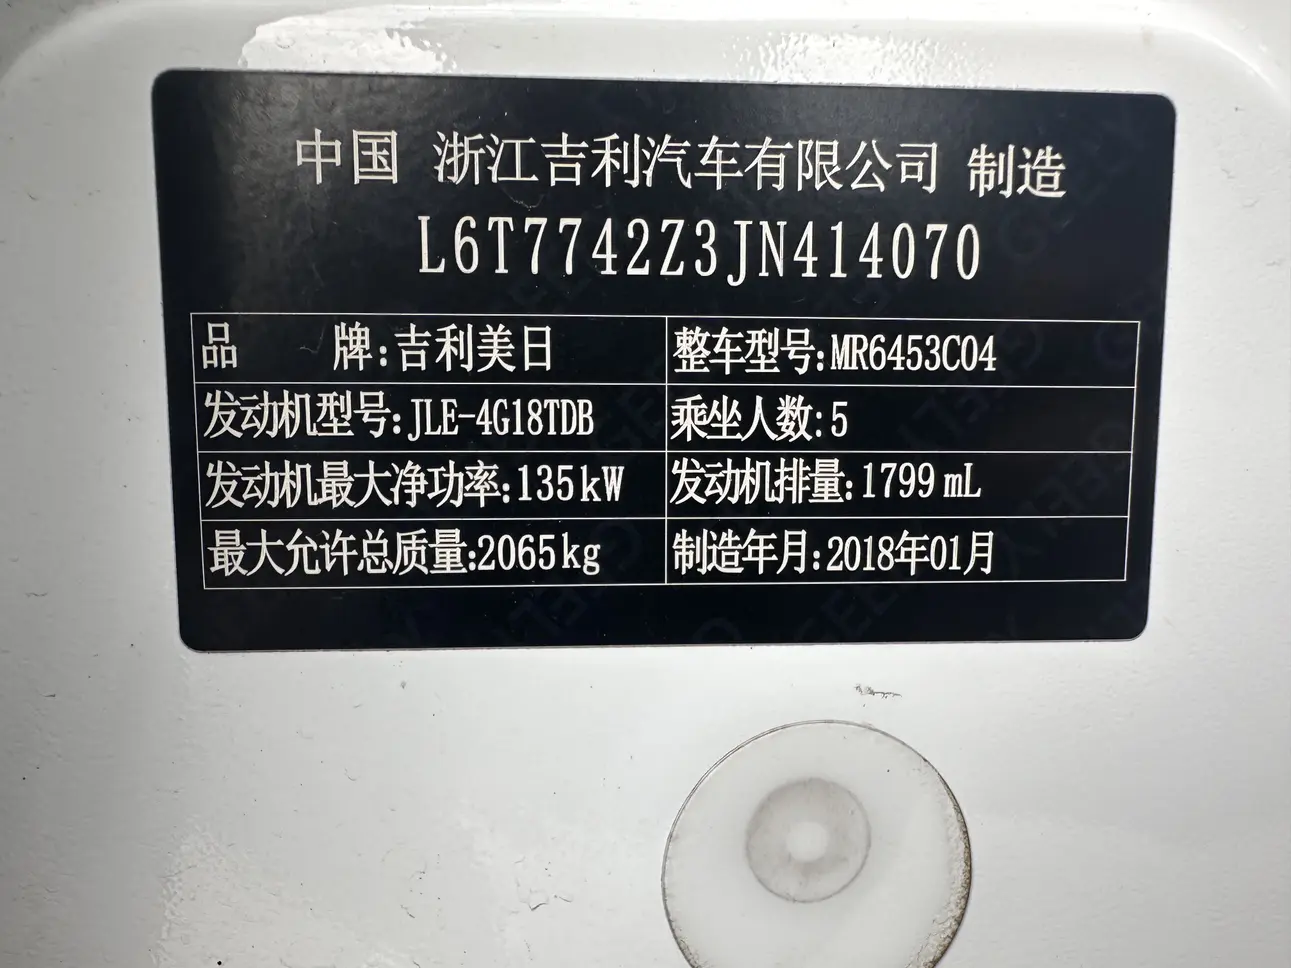 中国 浙江吉利汽车有限公司 制造
L6T7742Z3JN414070
品 牌:吉利美日 整车型号:MR6453C04
发动机型号:JLE-4G18TDB 乘坐人数:5
发动机最大净功率:135kW 发动机排量:1799mL
最大允许总质量:2065kg 制造年月:2018年01月